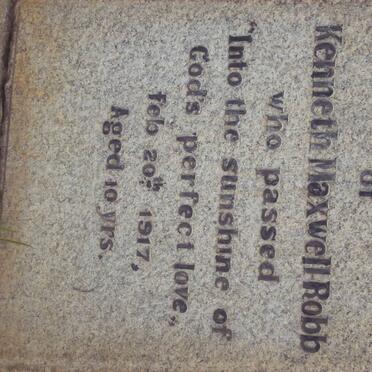 of
Kenneth Maxwell Robb
who passed
"Into the sunshine of
God's perfect love,"
Feb 20th 1917,
Aged 10 yrs.